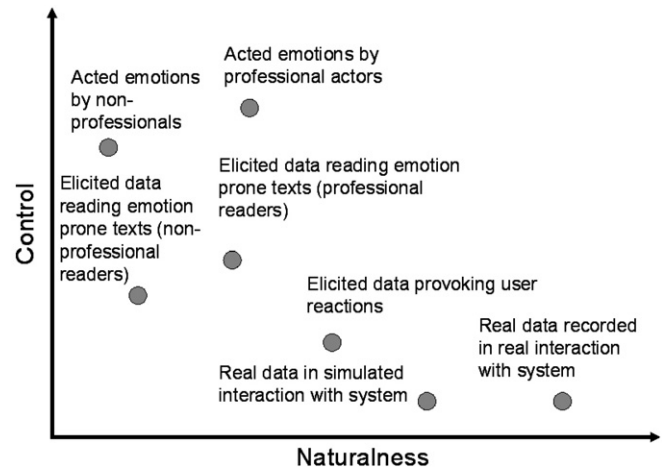 Acted emotions by
professional actors
Acted emotions
by non-
professionals
Elicited data reading emotion
prone texts (professional
readers)
Elicited data
reading emotion
prone texts (non-
professional
readers)
Elicited data provoking user
reactions
Real data recorded
in real interaction
with system
Real data in simulated
interaction with system
Control
Naturalness